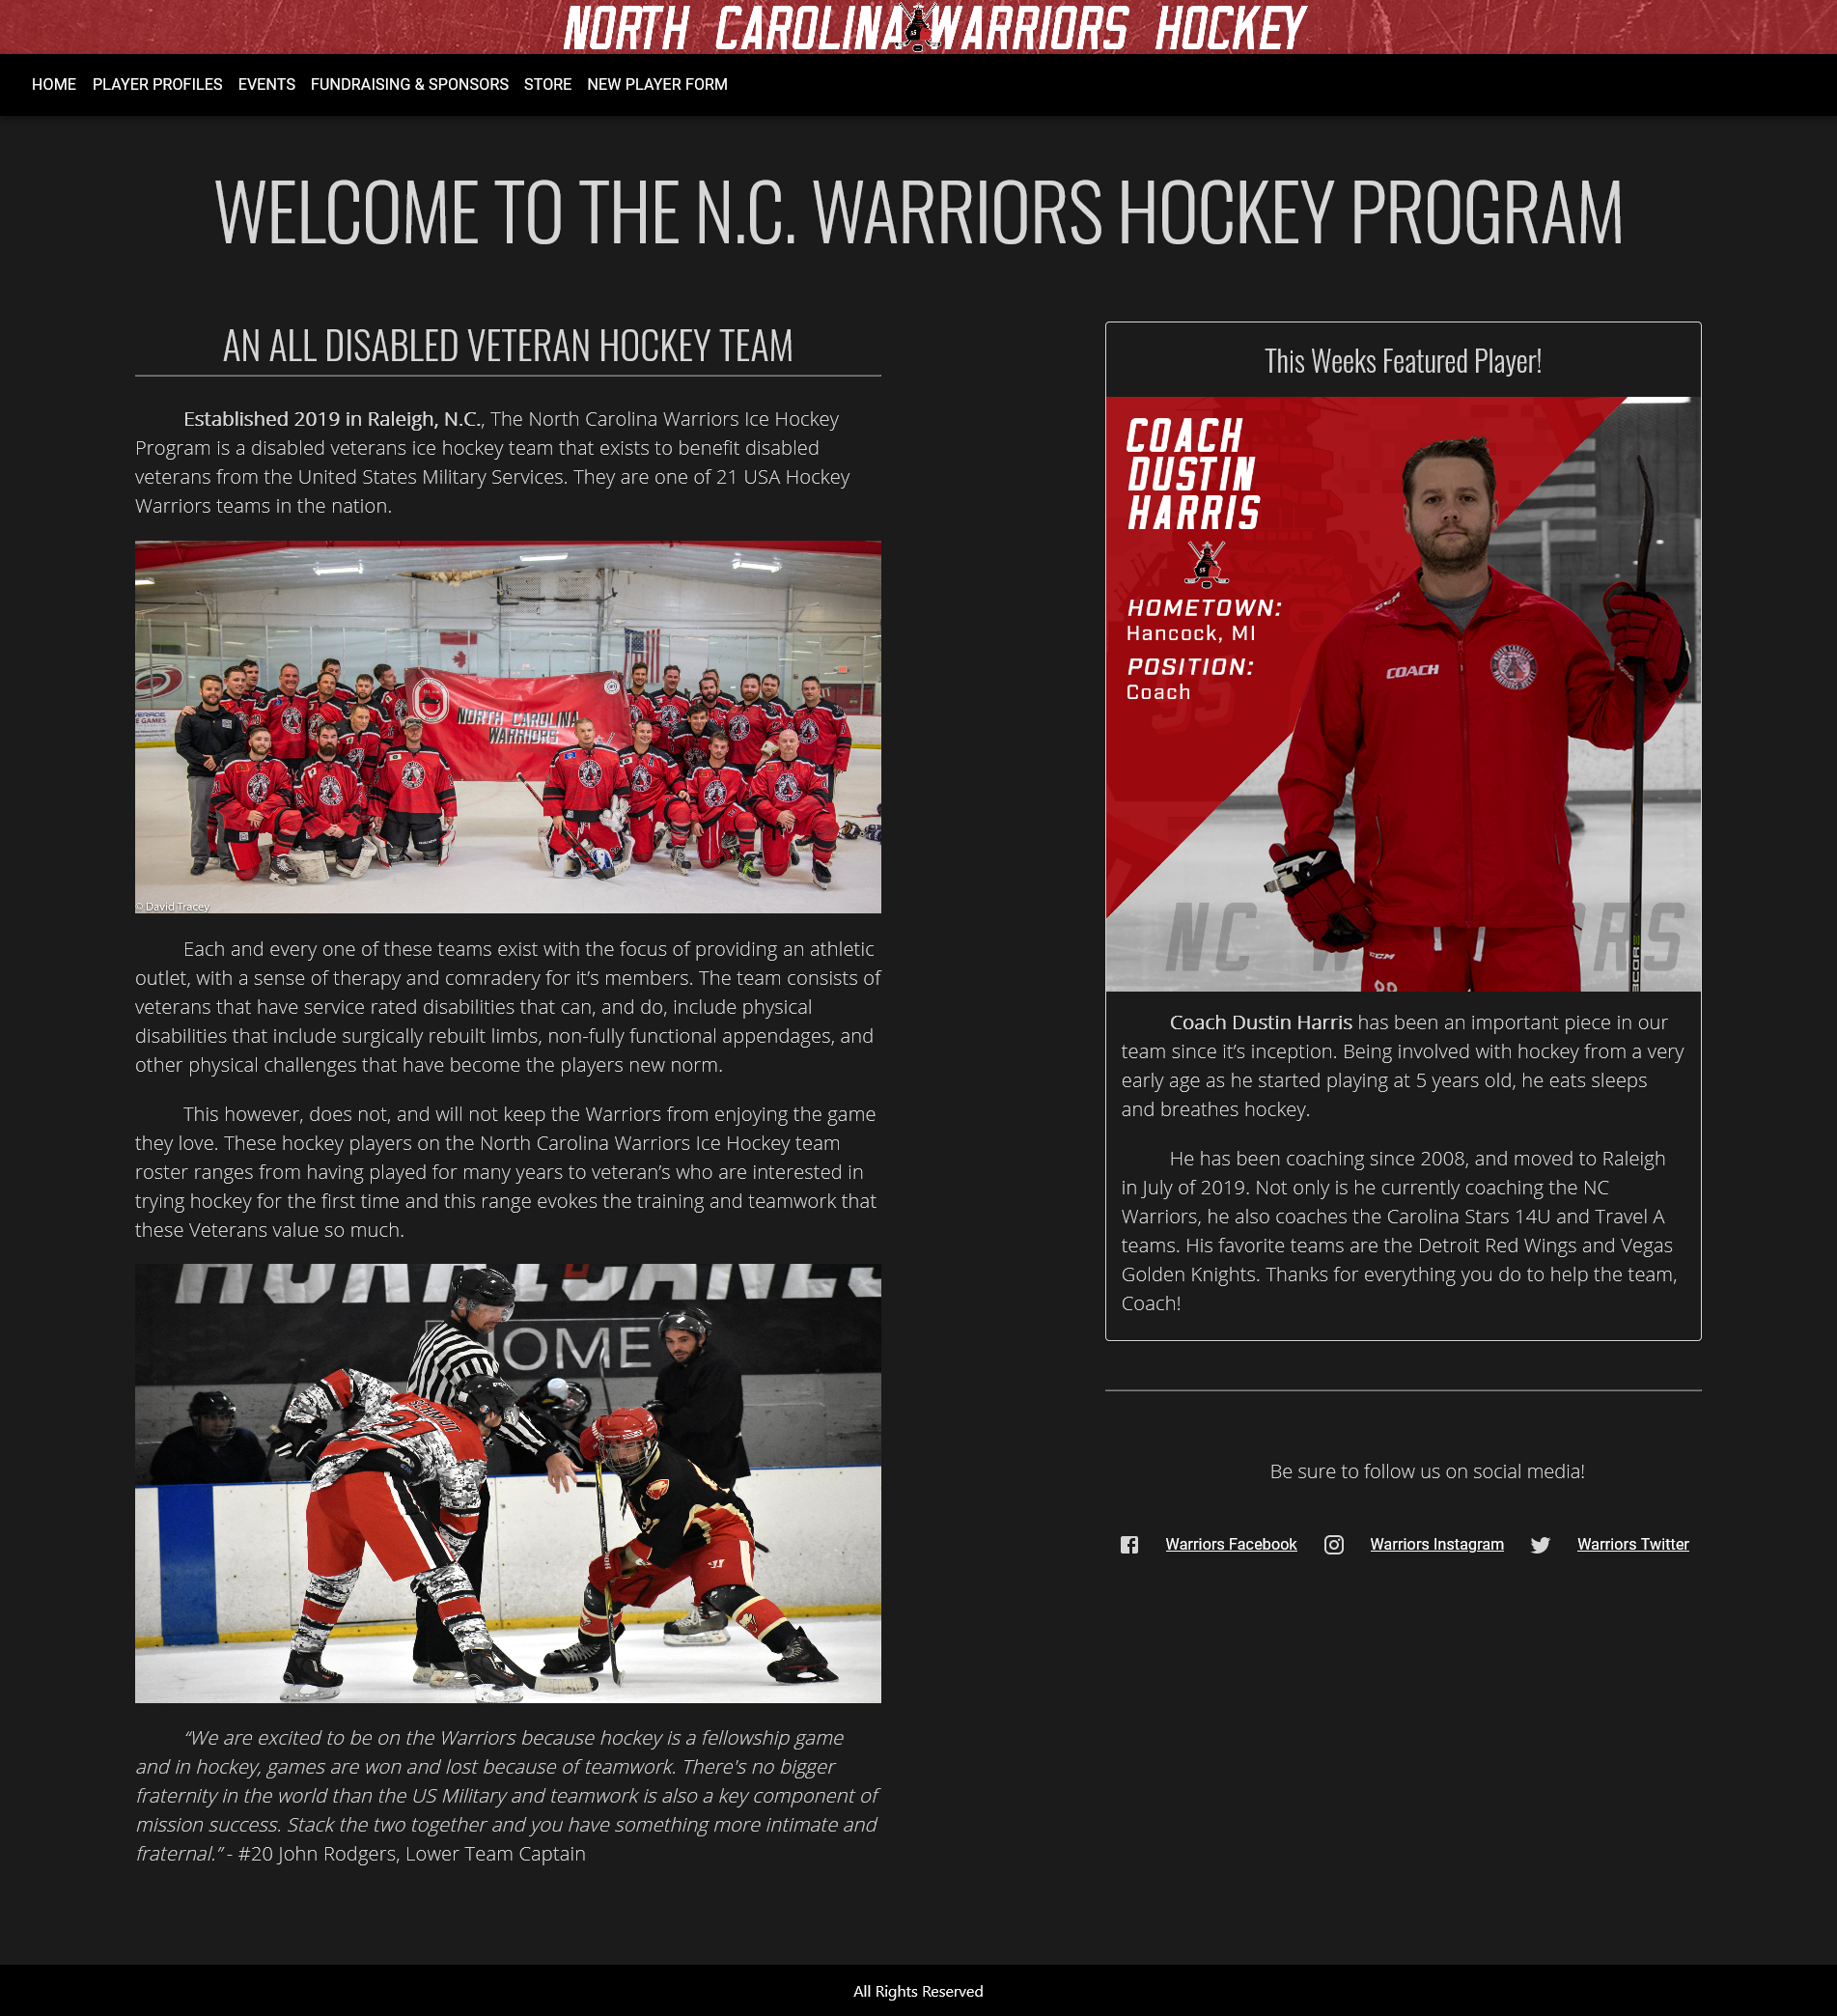 NORTH CAROLINA WARRIORS HOCKEY
HOME PLAYER PROFILES EVENTS FUNDRAISING & SPONSORS STORE NEW PLAYER FORM
WELCOME TO THE N.C. WARRIORS HOCKEY PROGRAM
AN ALL DISABLED VETERAN HOCKEY TEAM
Established 2019 in Raleigh, N.C., The North Carolina Warriors Ice Hockey
Program is a disabled veterans ice hockey team that exists to benefit disabled
veterans from the United States Military Services. They are one of 21 USA Hockey
Warriors teams in the nation.
NORTH CAROLINA
WARRIORS
© David Tracey
Each and every one of these teams exist with the focus of providing an athletic
outlet, with a sense of therapy and comradery for it’s members. The team consists of
veterans that have service rated disabilities that can, and do, include physical
disabilities that include surgically rebuilt limbs, non-fully functional appendages, and
other physical challenges that have become the players new norm.
This however, does not, and will not keep the Warriors from enjoying the game
they love. These hockey players on the North Carolina Warriors Ice Hockey team
roster ranges from having played for many years to veteran’s who are interested in
trying hockey for the first time and this range evokes the training and teamwork that
these Veterans value so much.
HURRICANES
HOME
SCHMIDT
21
“We are excited to be on the Warriors because hockey is a fellowship game
and in hockey, games are won and lost because of teamwork. There's no bigger
fraternity in the world than the US Military and teamwork is also a key component of
mission success. Stack the two together and you have something more intimate and
fraternal.” - #20 John Rodgers, Lower Team Captain
This Weeks Featured Player!
COACH
DUSTIN
HARRIS
HOMETOWN:
Hancock, MI
POSITION:
Coach
CCM
COACH
NC W RS
CCM
Coach Dustin Harris has been an important piece in our
team since it’s inception. Being involved with hockey from a very
early age as he started playing at 5 years old, he eats sleeps
and breathes hockey.
He has been coaching since 2008, and moved to Raleigh
in July of 2019. Not only is he currently coaching the NC
Warriors, he also coaches the Carolina Stars 14U and Travel A
teams. His favorite teams are the Detroit Red Wings and Vegas
Golden Knights. Thanks for everything you do to help the team,
Coach!
Be sure to follow us on social media!
Warriors Facebook Warriors Instagram Warriors Twitter
All Rights Reserved